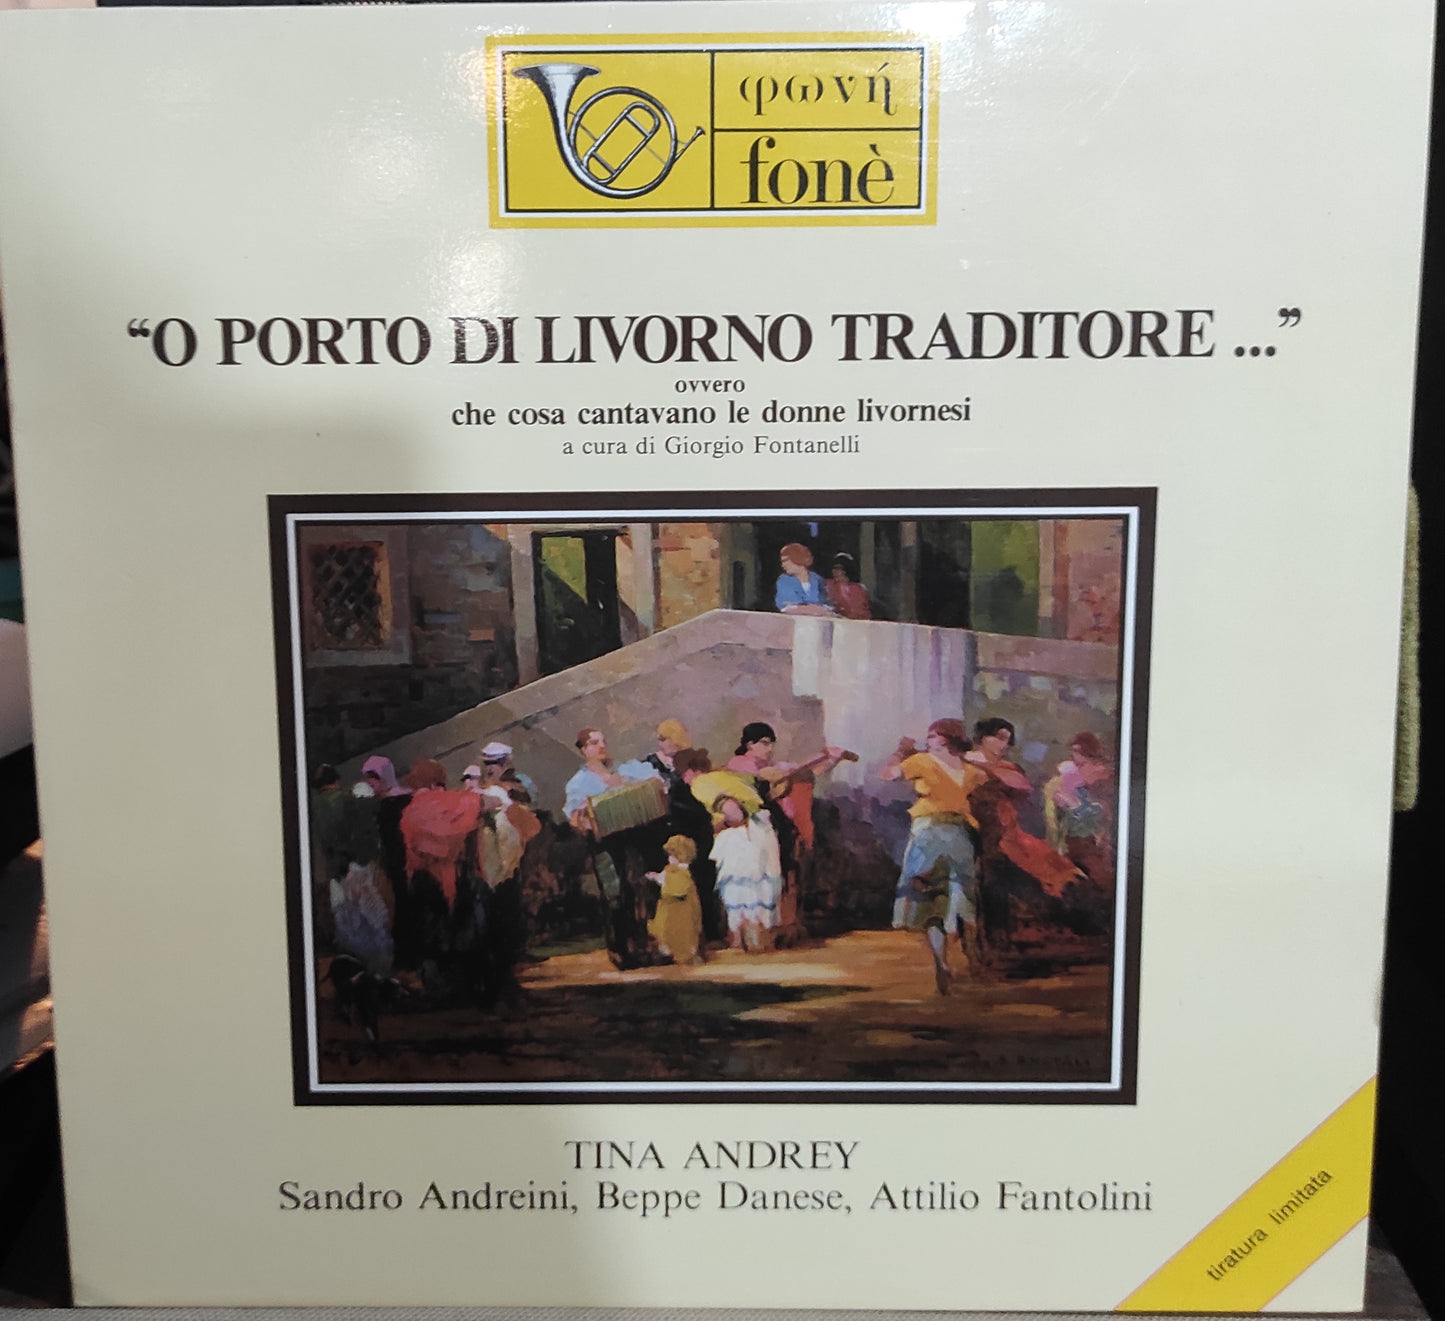 φωνή
fonè
“O PORTO DI LIVORNO TRADITORE ...”
ovvero
che cosa cantavano le donne livornesi
a cura di Giorgio Fontanelli
TINA ANDREY
Sandro Andreini, Beppe Danese, Attilio Fantolini
tiratura limitata